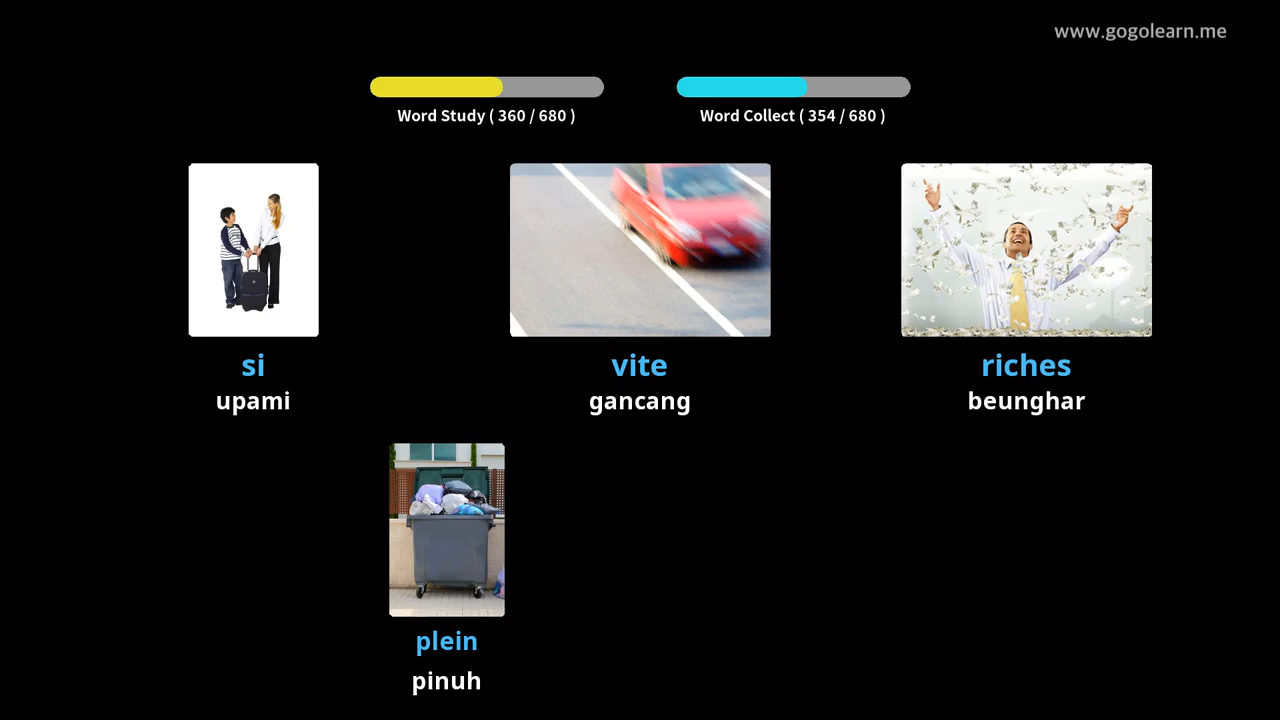 www.gogolearn.me
Word Study ( 360 / 680 )
Word Collect ( 354 / 680 )
si
upami
vite
gancang
riches
beunghar
plein
pinuh